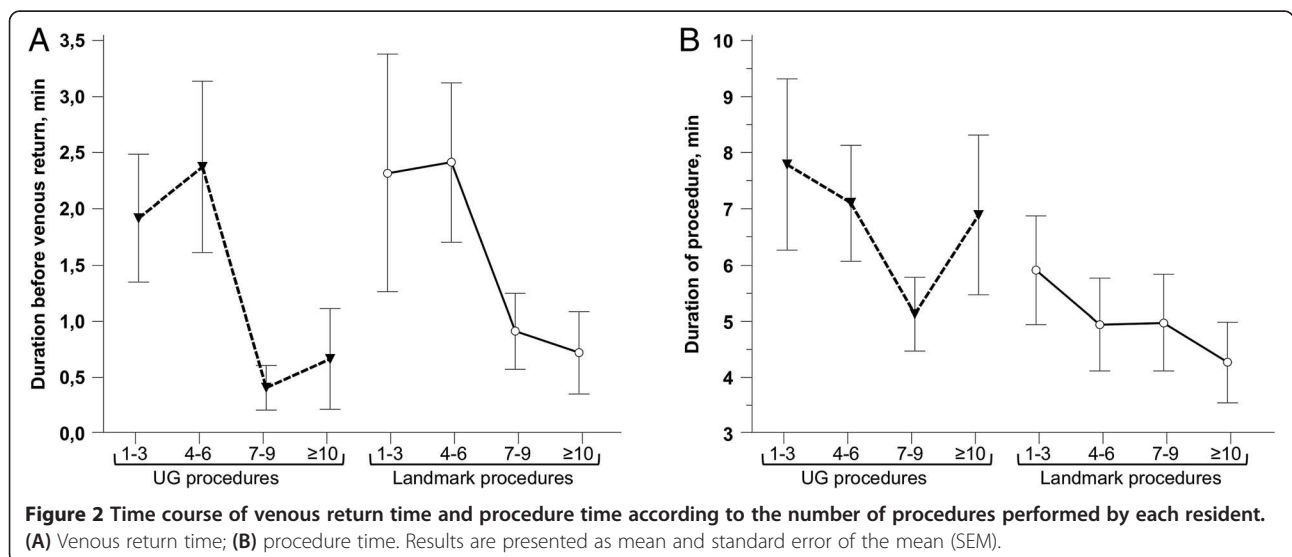 A
Duration before venous return, min
3,5
3,0
2,5
2,0
1,5
1,0
0,5
0,0
1-3 4-6 7-9 ≥10 1-3 4-6 7-9 ≥10
UG procedures Landmark procedures
B
Duration of procedure, min
10
9
8
7
6
5
4
3
1-3 4-6 7-9 ≥10 1-3 4-6 7-9 ≥10
UG procedures Landmark procedures
Figure 2 Time course of venous return time and procedure time according to the number of procedures performed by each resident.
(A) Venous return time; (B) procedure time. Results are presented as mean and standard error of the mean (SEM).